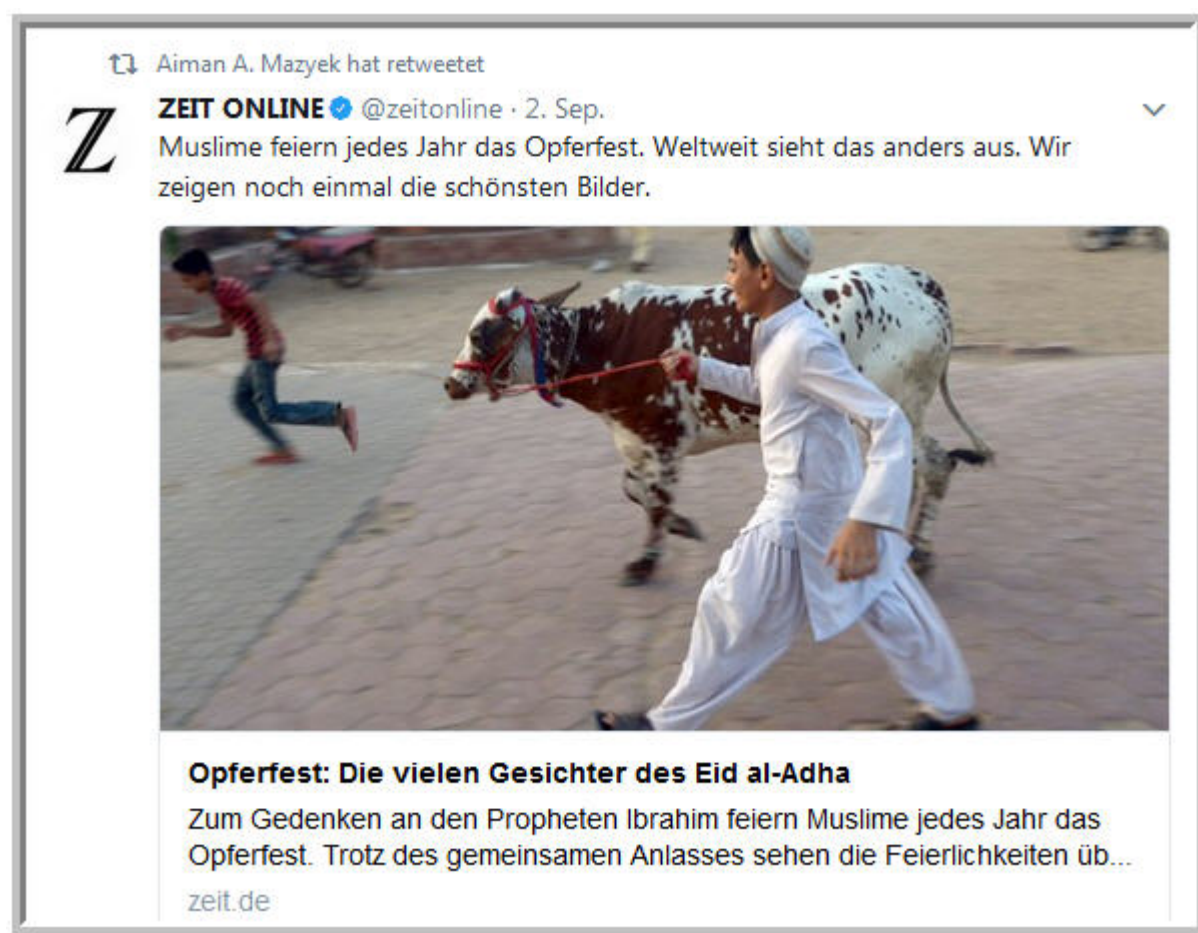 Aiman A. Mazyek hat retweetet
Z ZEIT ONLINE @zeitonline · 2. Sep.
Muslime feiern jedes Jahr das Opferfest. Weltweit sieht das anders aus. Wir
zeigen noch einmal die schönsten Bilder.
Opferfest: Die vielen Gesichter des Eid al-Adha
Zum Gedenken an den Propheten Ibrahim feiern Muslime jedes Jahr das
Opferfest. Trotz des gemeinsamen Anlasses sehen die Feierlichkeiten üb...
zeit.de